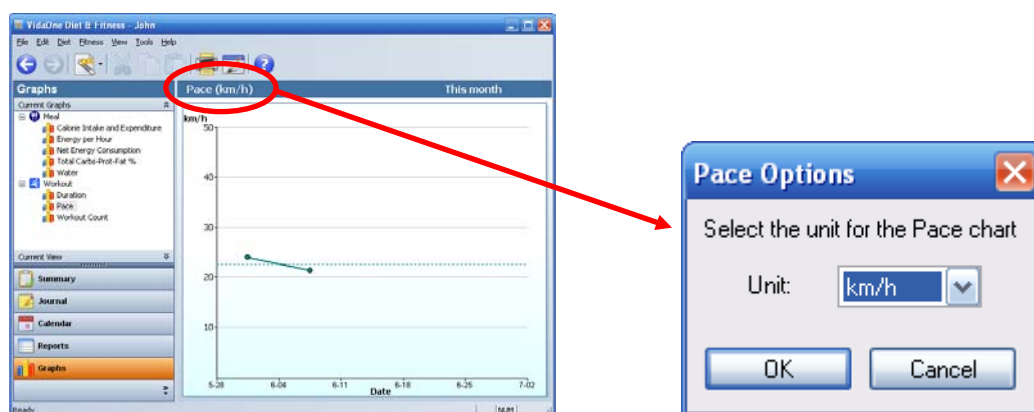 VidaOne Diet & Fitness - John
File Edit Diet Fitness View Tools Help
Graphs
Pace (km/h)
This month
Current Graphs
Meal
Calorie Intake and Expenditure
Energy per Hour
Net Energy Consumption
Total Carbs-Prot-Fat %
Water
Workout
Duration
Pace
Workout Count
Current View
Summary
Journal
Calendar
Reports
Graphs
km/h
50
40
30
20
10
5-28 6-04 6-11 6-18 6-25 7-02
Date
Ready
NUM
Pace Options
Select the unit for the Pace chart
Unit: km/h
OK Cancel